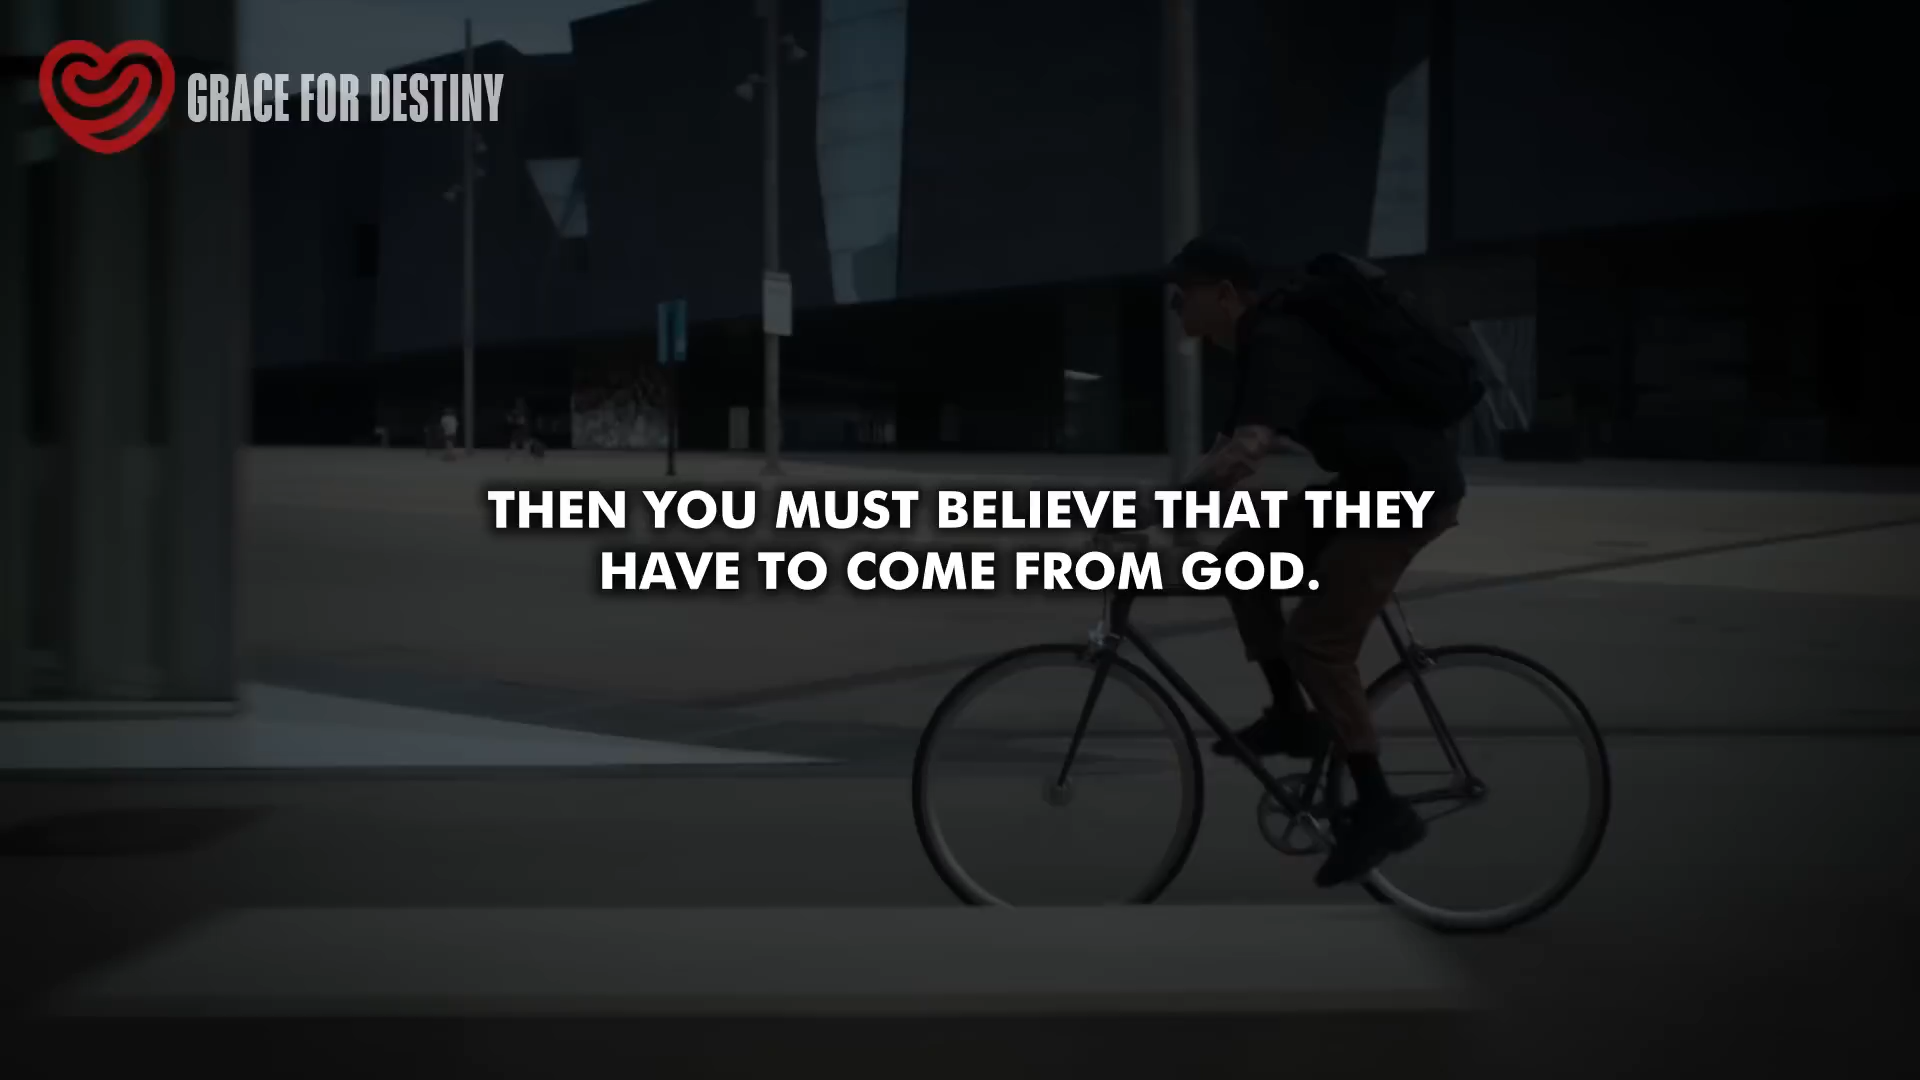 GRACE FOR DESTINY
THEN YOU MUST BELIEVE THAT THEY
HAVE TO COME FROM GOD.